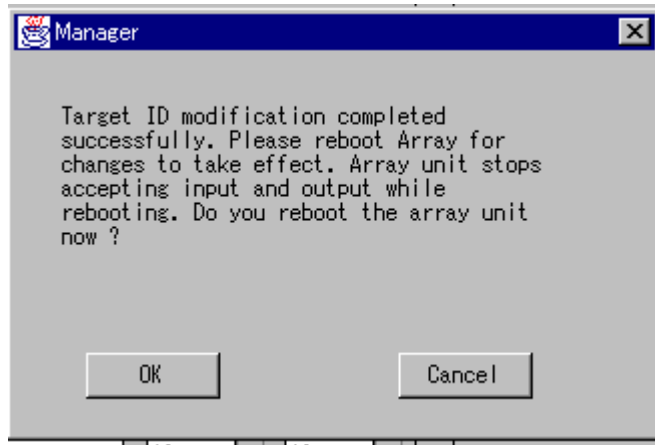 Manager
Target ID modification completed
successfully. Please reboot Array for
changes to take effect. Array unit stops
accepting input and output while
rebooting. Do you reboot the array unit
now ?
OK
Cancel